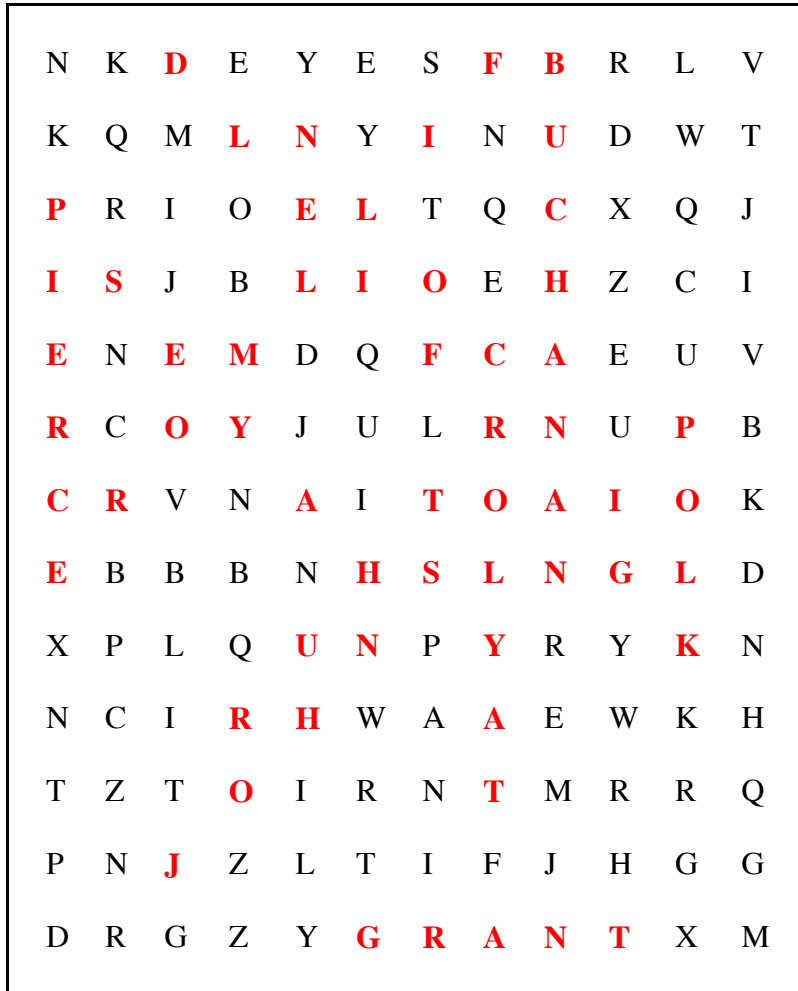 N K D E Y E S F B R L V
K Q M L N Y I N U D W T
P R I O E L T Q C X Q J
I S J B L I O E H Z C I
E N E M D Q F C A E U V
R C O Y J U L R N U P B
C R V N A I T O A I O K
E B B B N H S L N G L D
X P L Q U N P Y R Y K N
N C I R H W A A E W K H
T Z T O I R N T M R R Q
P N J Z L T I F J H G G
D R G Z Y G R A N T X M